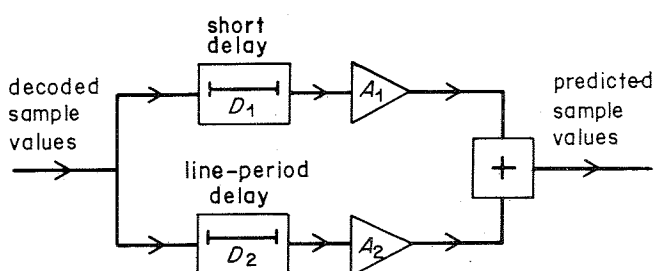 short
delay
decoded
sample
values
D1
A1
predicted
sample
values
+
line-period
delay
D2
A2